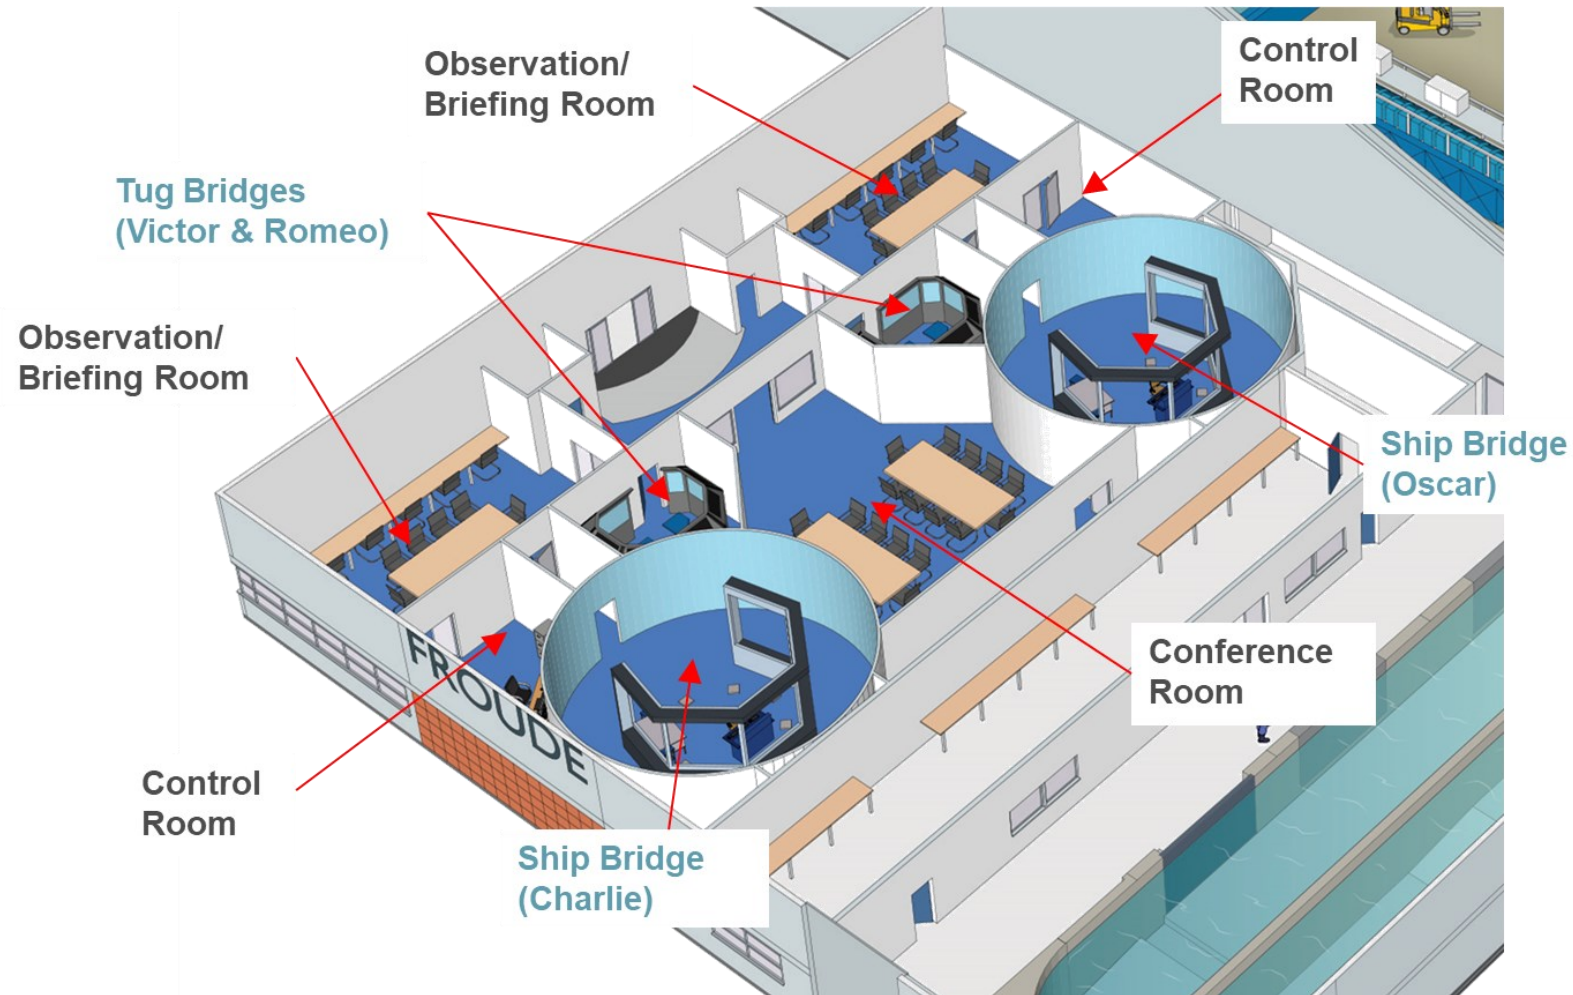 Observation/
Briefing Room
Control
Room
Tug Bridges
(Victor & Romeo)
Observation/
Briefing Room
Ship Bridge
(Oscar)
Conference
Room
FROUDE
Control
Room
Ship Bridge
(Charlie)